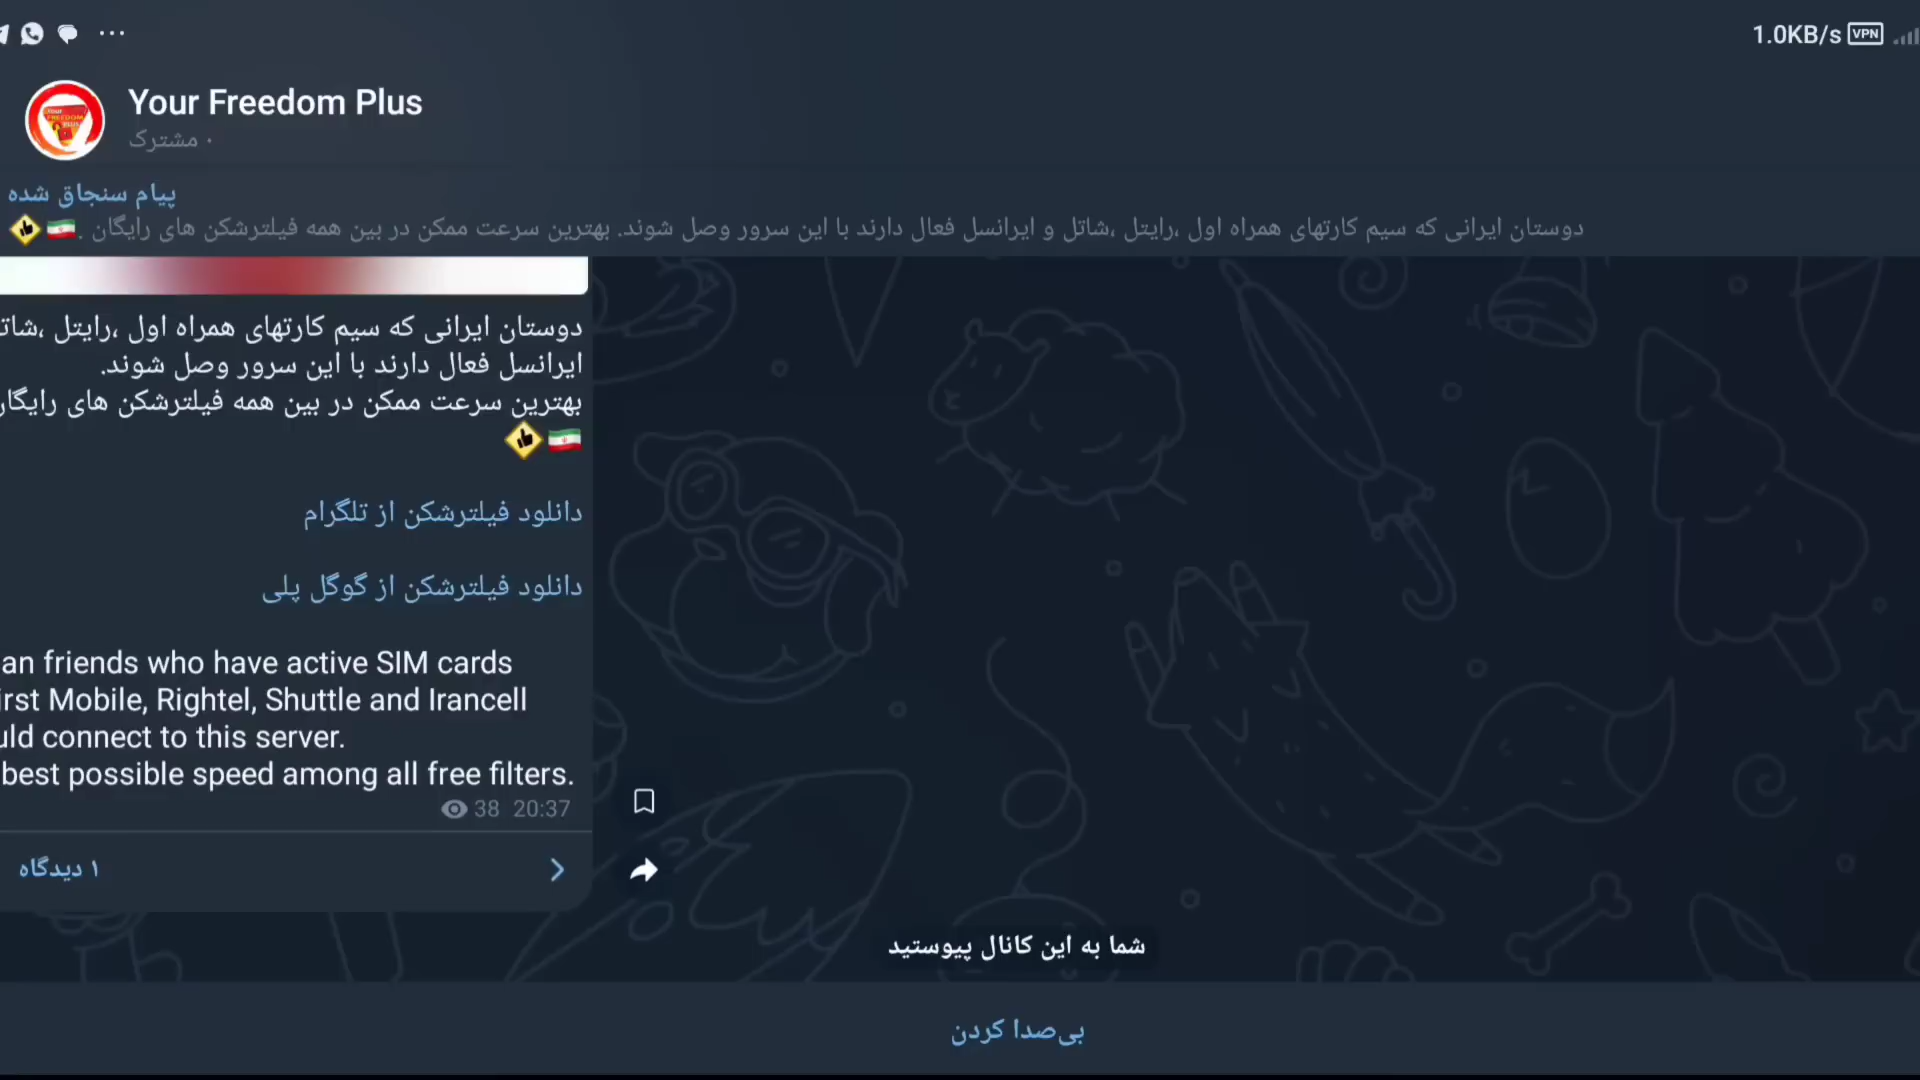 1.0KB/s VPN
Your Freedom Plus
مشترک
پیام سنجاق شده
دوستان ایرانی که سیم کارتهای همراه اول ،رایتل ،شاتل و ایرانسل فعال دارند با این سرور وصل شوند. بهترین سرعت ممکن در بین همه فیلترشکن های رایگان .
دوستان ایرانی که سیم کارتهای همراه اول ،رایتل ،شات
ایرانسل فعال دارند با این سرور وصل شوند.
بهترین سرعت ممکن در بین همه فیلترشکن های رایگان
دانلود فیلترشکن از تلگرام
دانلود فیلترشکن از گوگل پلی
an friends who have active SIM cards
irst Mobile, Rightel, Shuttle and Irancell
uld connect to this server.
best possible speed among all free filters.
38 20:37
۱ دیدگاه
شما به این کانال پیوستید
بی‌صدا کردن